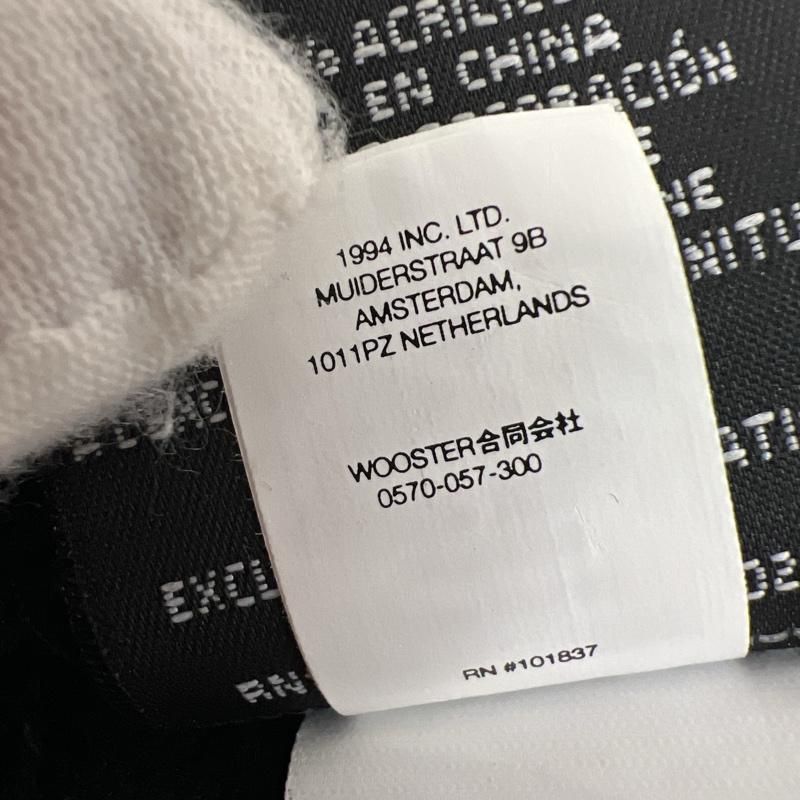 EN CHINA
1994 INC. LTD.
MUIDERSTRAAT 9B
AMSTERDAM,
1011PZ NETHERLANDS
WOOSTER合同会社
0570-057-300
RN #101837
RN